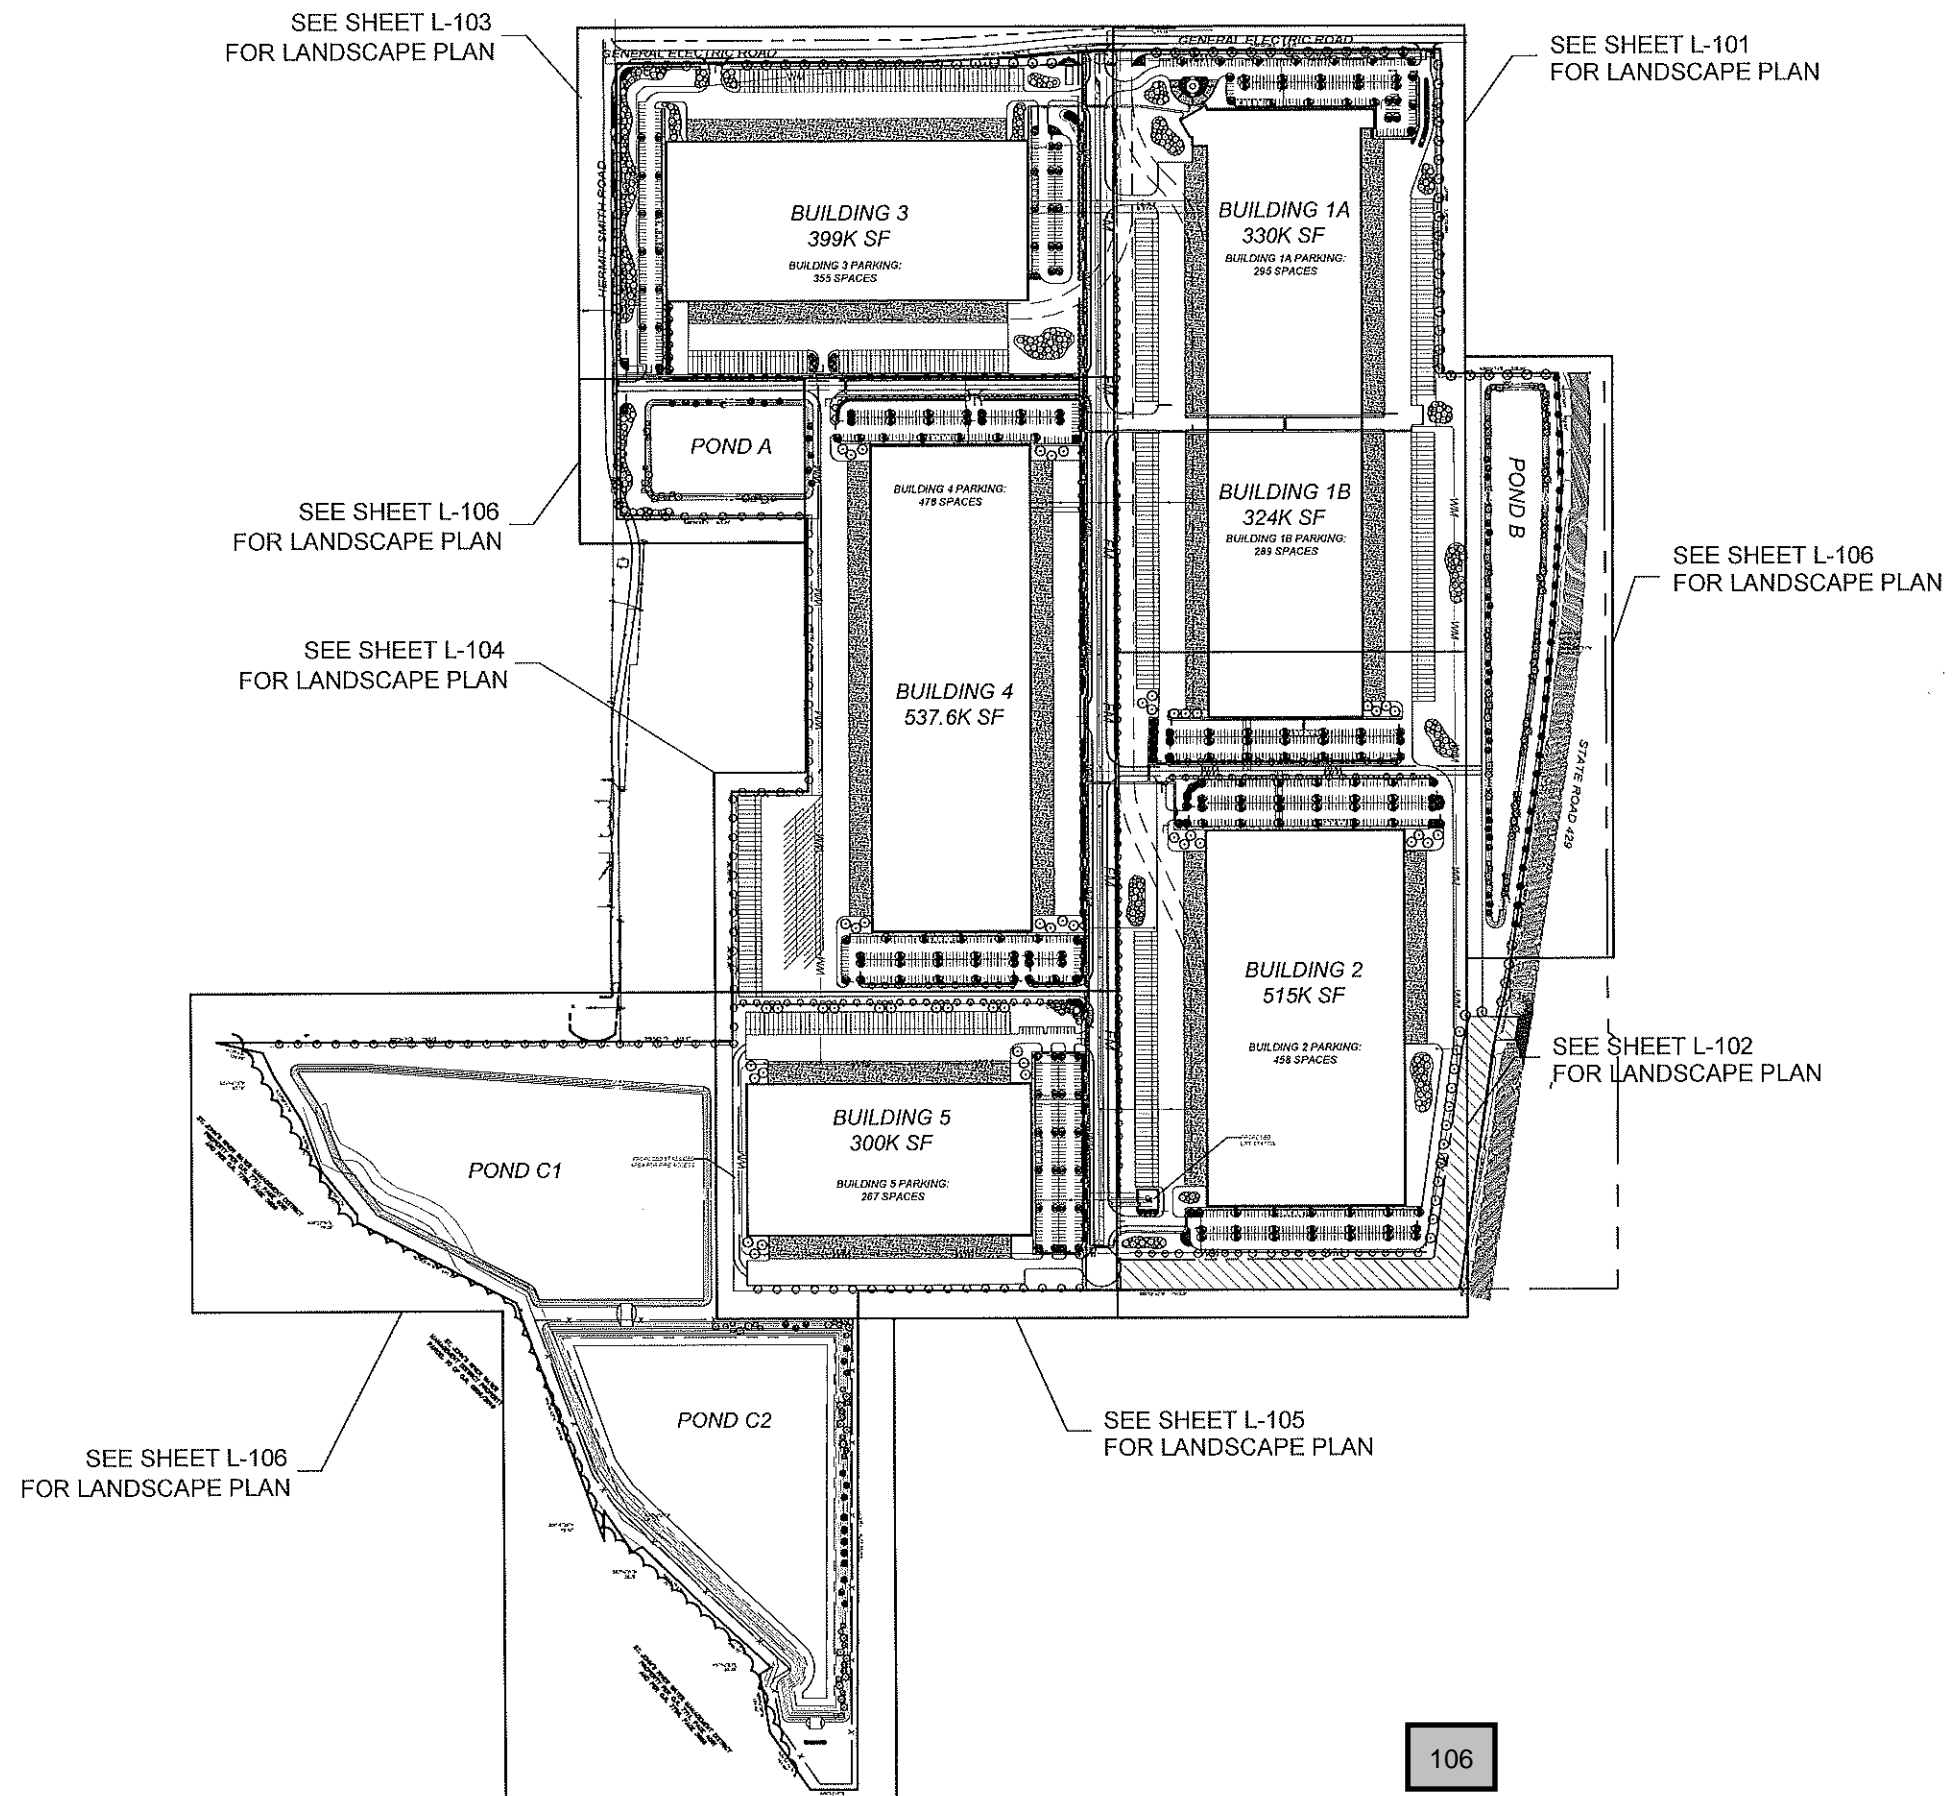 SEE SHEET L-103
FOR LANDSCAPE PLAN
GENERAL ELECTRIC ROAD
GENERAL ELECTRIC ROAD
SEE SHEET L-101
FOR LANDSCAPE PLAN
HERMIT SMITH ROAD
BUILDING 3
399K SF
BUILDING 3 PARKING:
355 SPACES
BUILDING 1A
330K SF
BUILDING 1A PARKING:
295 SPACES
POND A
BUILDING 4 PARKING:
478 SPACES
BUILDING 1B
324K SF
BUILDING 1B PARKING:
289 SPACES
POND B
SEE SHEET L-106
FOR LANDSCAPE PLAN
SEE SHEET L-106
FOR LANDSCAPE PLAN
SEE SHEET L-104
FOR LANDSCAPE PLAN
BUILDING 4
537.6K SF
STATE ROAD 429
BUILDING 2
515K SF
BUILDING 2 PARKING:
458 SPACES
SEE SHEET L-102
FOR LANDSCAPE PLAN
BUILDING 5
300K SF
BUILDING 5 PARKING:
267 SPACES
PROPOSED
LIFT STATION
POND C1
POND C2
SEE SHEET L-105
FOR LANDSCAPE PLAN
SEE SHEET L-106
FOR LANDSCAPE PLAN
106